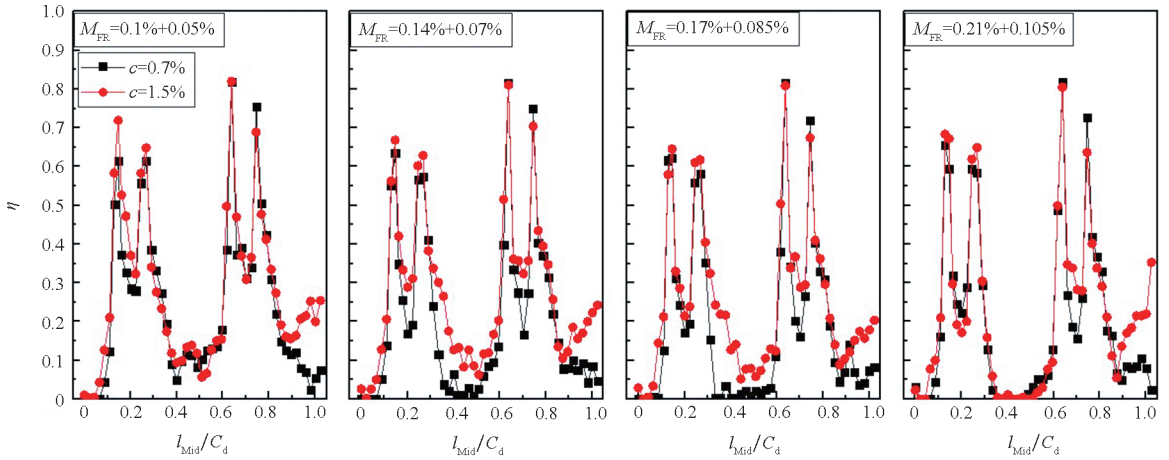 M_FR=0.1%+0.05%
c=0.7%
c=1.5%
M_FR=0.14%+0.07%
M_FR=0.17%+0.085%
M_FR=0.21%+0.105%
1.0
0.9
0.8
0.7
0.6
0.5
0.4
0.3
0.2
0.1
0
η
0 0.2 0.4 0.6 0.8 1.0
0 0.2 0.4 0.6 0.8 1.0
0 0.2 0.4 0.6 0.8 1.0
0 0.2 0.4 0.6 0.8 1.0
l_Mid/C_d
l_Mid/C_d
l_Mid/C_d
l_Mid/C_d